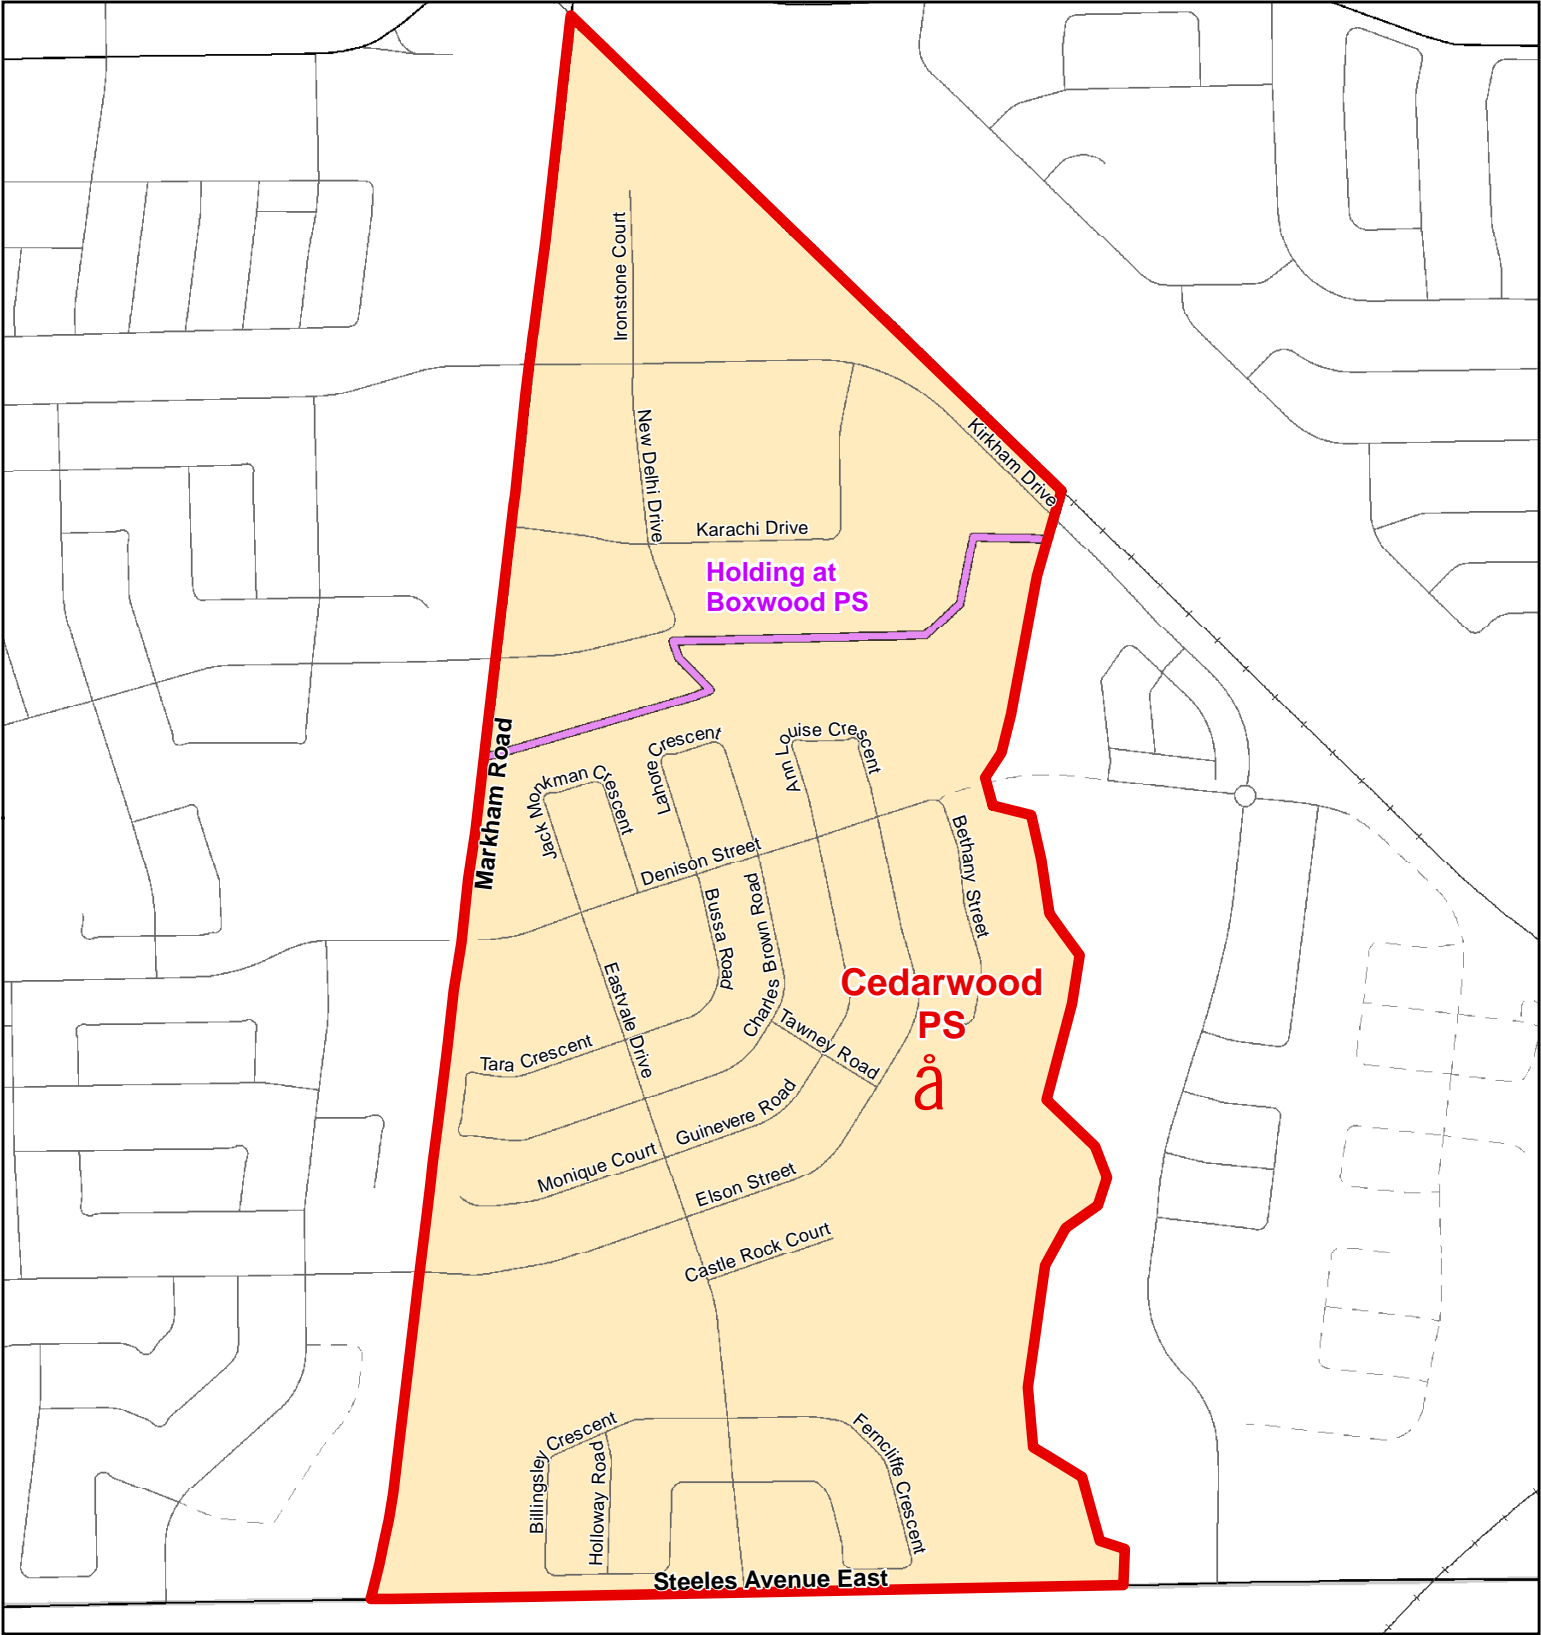 Ironstone Court
New Delhi Drive
Kirkham Drive
Karachi Drive
Holding at
Boxwood PS
Markham Road
Jack Monkman Crescent
Lahore Crescent
Ann Louise Crescent
Denison Street
Bethany Street
Bussa Road
Charles Brown Road
Eastvale Drive
Cedarwood
PS
å
Tawney Road
Tara Crescent
Guinevere Road
Monique Court
Elson Street
Castle Rock Court
Billingsley Crescent
Holloway Road
Ferncliffe Crescent
Steeles Avenue East